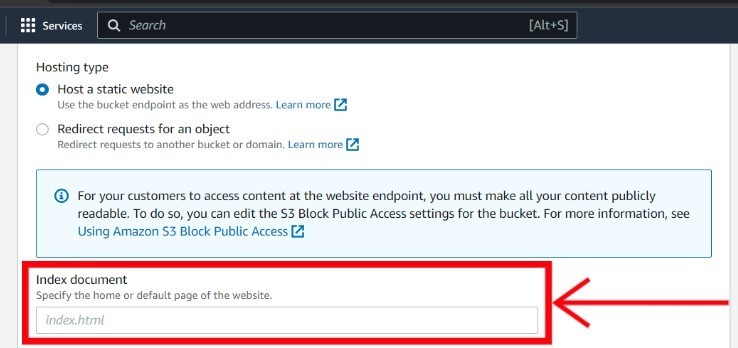 Services
Search
[Alt+S]
Hosting type
Host a static website
Use the bucket endpoint as the web address. Learn more
Redirect requests for an object
Redirect requests to another bucket or domain. Learn more
For your customers to access content at the website endpoint, you must make all your content publicly
readable. To do so, you can edit the S3 Block Public Access settings for the bucket. For more information, see
Using Amazon S3 Block Public Access
Index document
Specify the home or default page of the website.
index.html